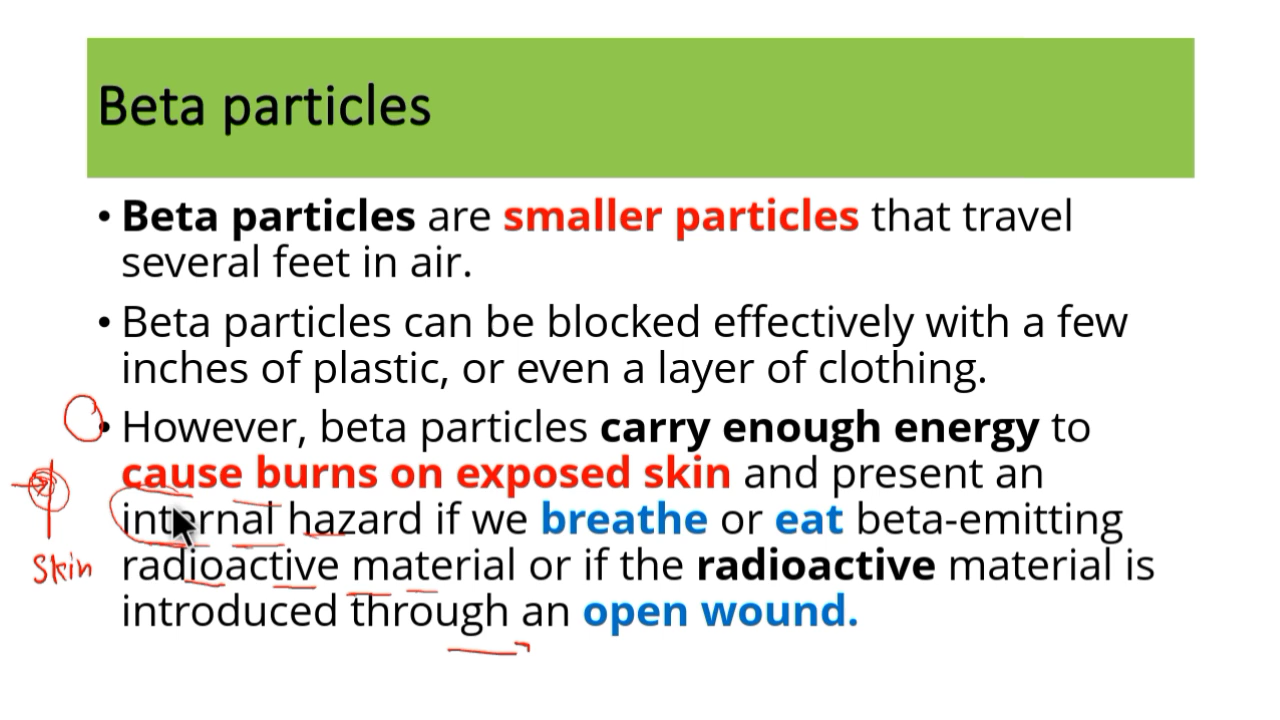 Beta particles
• Beta particles are smaller particles that travel
several feet in air.
• Beta particles can be blocked effectively with a few
inches of plastic, or even a layer of clothing.
• However, beta particles carry enough energy to
cause burns on exposed skin and present an
internal hazard if we breathe or eat beta-emitting
radioactive material or if the radioactive material is
introduced through an open wound.
Skin